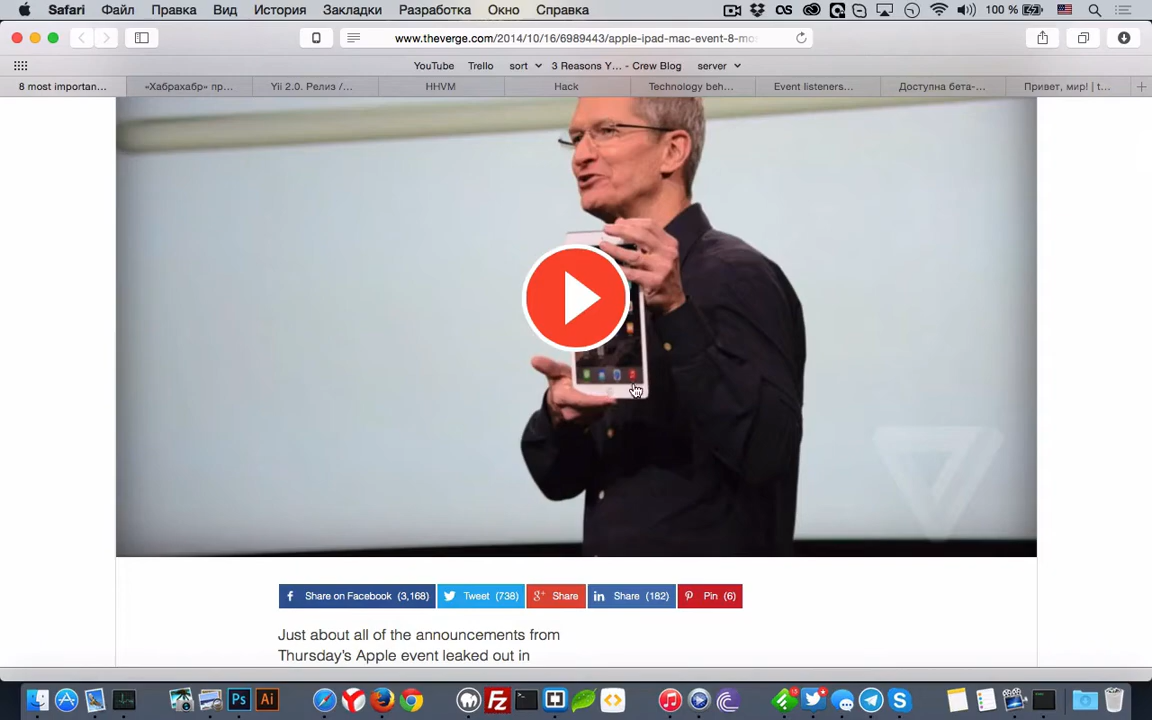 Safari Файл Правка Вид История Закладки Разработка Окно Справка 100 %
www.theverge.com/2014/10/16/6989443/apple-ipad-mac-event-8-mo
YouTube Trello sort 3 Reasons Y… - Crew Blog server
8 most importan... «Хабрахабр» пр... Yii 2.0. Релиз /... HHVM Hack Technology beh... Event listeners... Доступна бета-... Привет, мир! | t...
Share on Facebook (3,168) Tweet (738) Share Share (182) Pin (6)
Just about all of the announcements from
Thursday's Apple event leaked out in